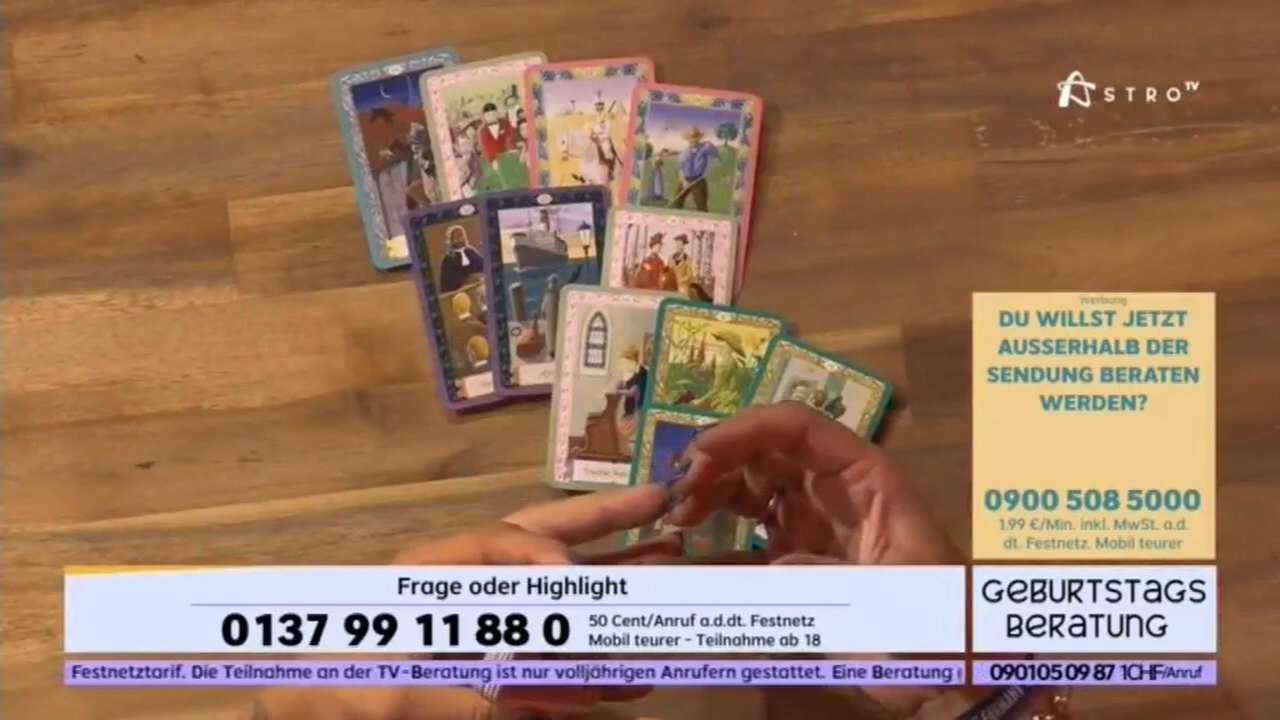 ASTRO TV
Werbung
DU WILLST JETZT
AUSSERHALB DER
SENDUNG BERATEN
WERDEN?
0900 508 5000
1.99 €/Min. inkl. MwSt. a.d.
dt. Festnetz. Mobil teurer
Frage oder Highlight
0137 99 11 88 0
50 Cent/Anruf a.d.dt. Festnetz
Mobil teurer - Teilnahme ab 18
GEBURTSTAGS
BERATUNG
Festnetztarif. Die Teilnahme an der TV-Beratung ist nur volljährigen Anrufern gestattet. Eine Beratung
090105 09 87 1CHF/Anruf